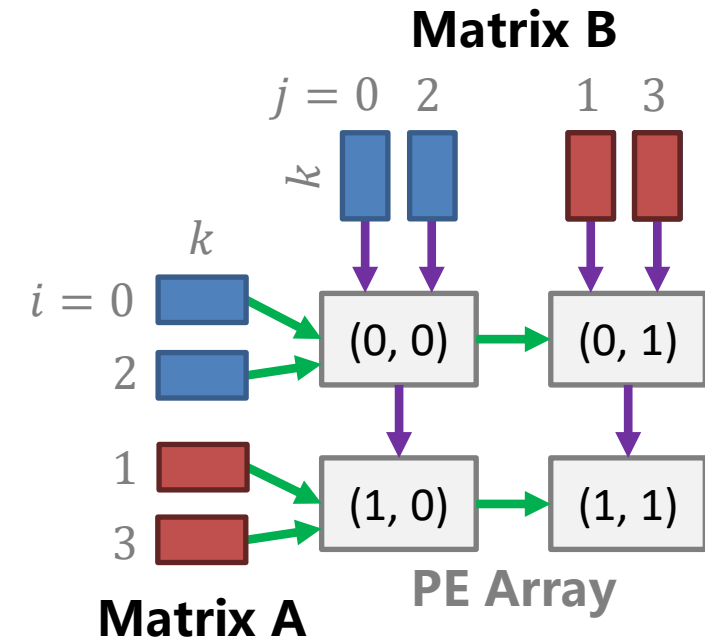 Matrix B
j = 0 2 1 3
k
k
i = 0
(0, 0) (0, 1)
2
1
(1, 0) (1, 1)
3
PE Array
Matrix A